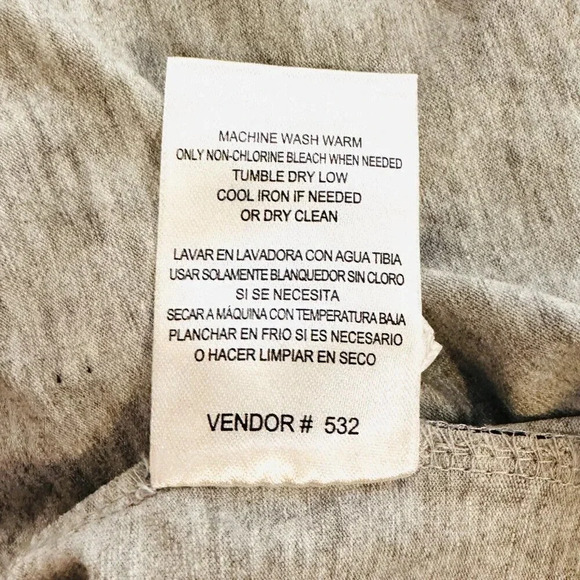 MACHINE WASH WARM
ONLY NON-CHLORINE BLEACH WHEN NEEDED
TUMBLE DRY LOW
COOL IRON IF NEEDED
OR DRY CLEAN
LAVAR EN LAVADORA CON AGUA TIBIA
USAR SOLAMENTE BLANQUEDOR SIN CLORO
SI SE NECESITA
SECAR A MÁQUINA CON TEMPERATURA BAJA
PLANCHAR EN FRIO SI ES NECESARIO
O HACER LIMPIAR EN SECO
VENDOR # 532